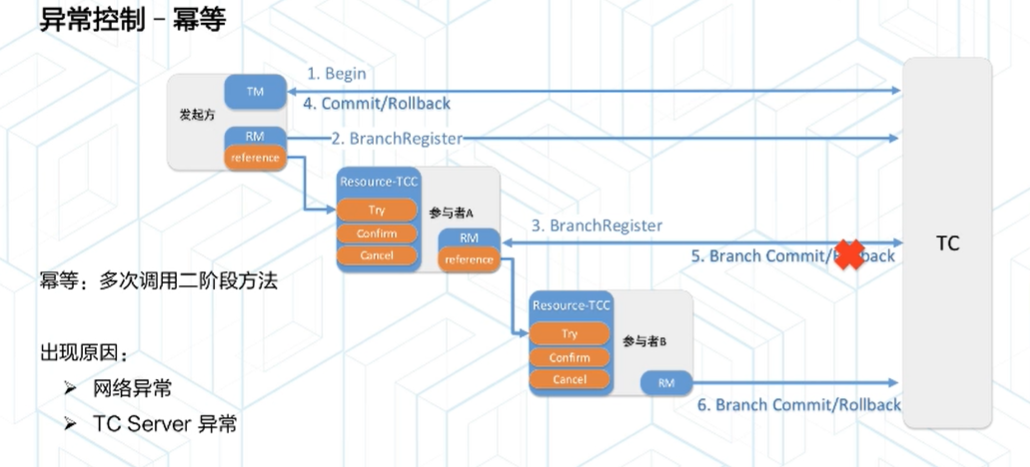 异常控制 – 幂等
1. Begin
TM
4. Commit/Rollback
发起方
RM
2. BranchRegister
reference
Resource-TCC
Try
参与者A
Confirm
RM
Cancel
reference
3. BranchRegister
TC
5. Branch Commit/
back
幂等：多次调用二阶段方法
Resource-TCC
Try
参与者B
Confirm
Cancel
RM
6. Branch Commit/Rollback
出现原因：
➢ 网络异常
➢ TC Server 异常